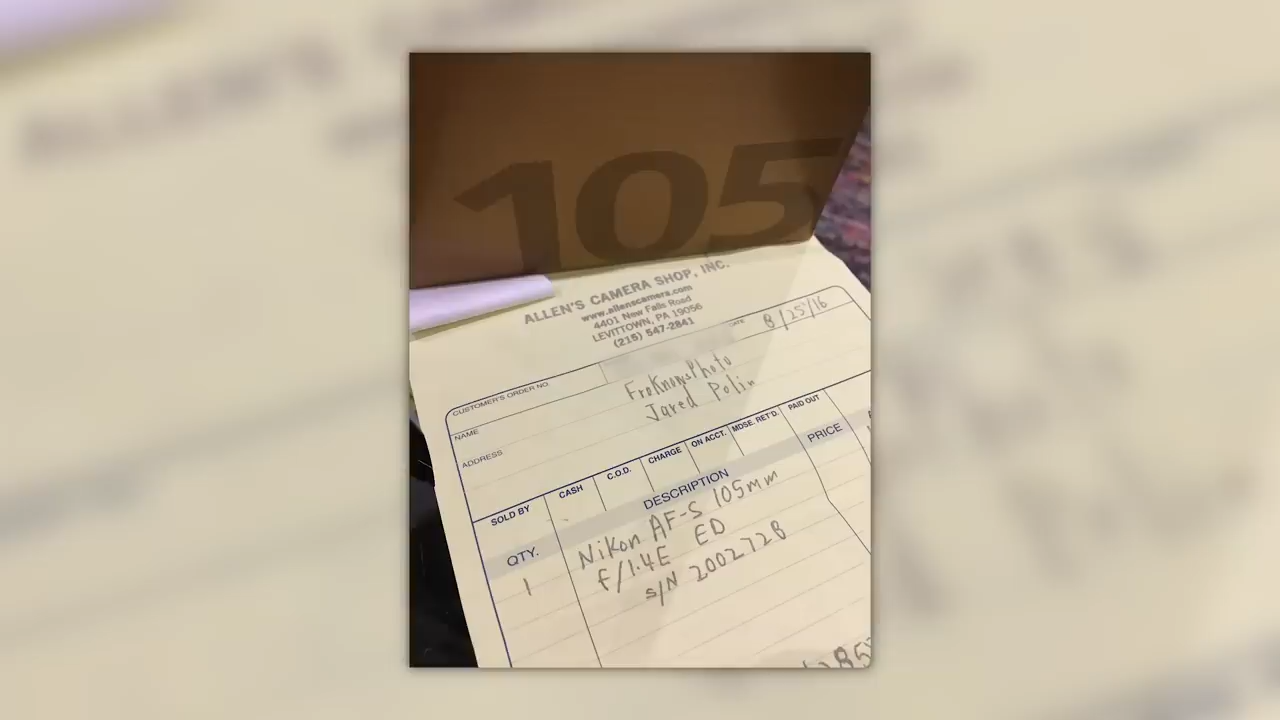 105
ALLEN'S CAMERA SHOP, INC.
www.allenscamera.com
4401 New Falls Road
LEVITTOWN, PA 19056
(215) 547-2841
CUSTOMER'S ORDER NO.
DATE 8/25/16
NAME FroKnowsPhoto
ADDRESS Jared Polin
SOLD BY CASH C.O.D. CHARGE ON ACCT. MDSE. RET'D. PAID OUT
QTY. DESCRIPTION PRICE
1 Nikon AF-S 105mm
f/1.4E ED
S/N 2002728